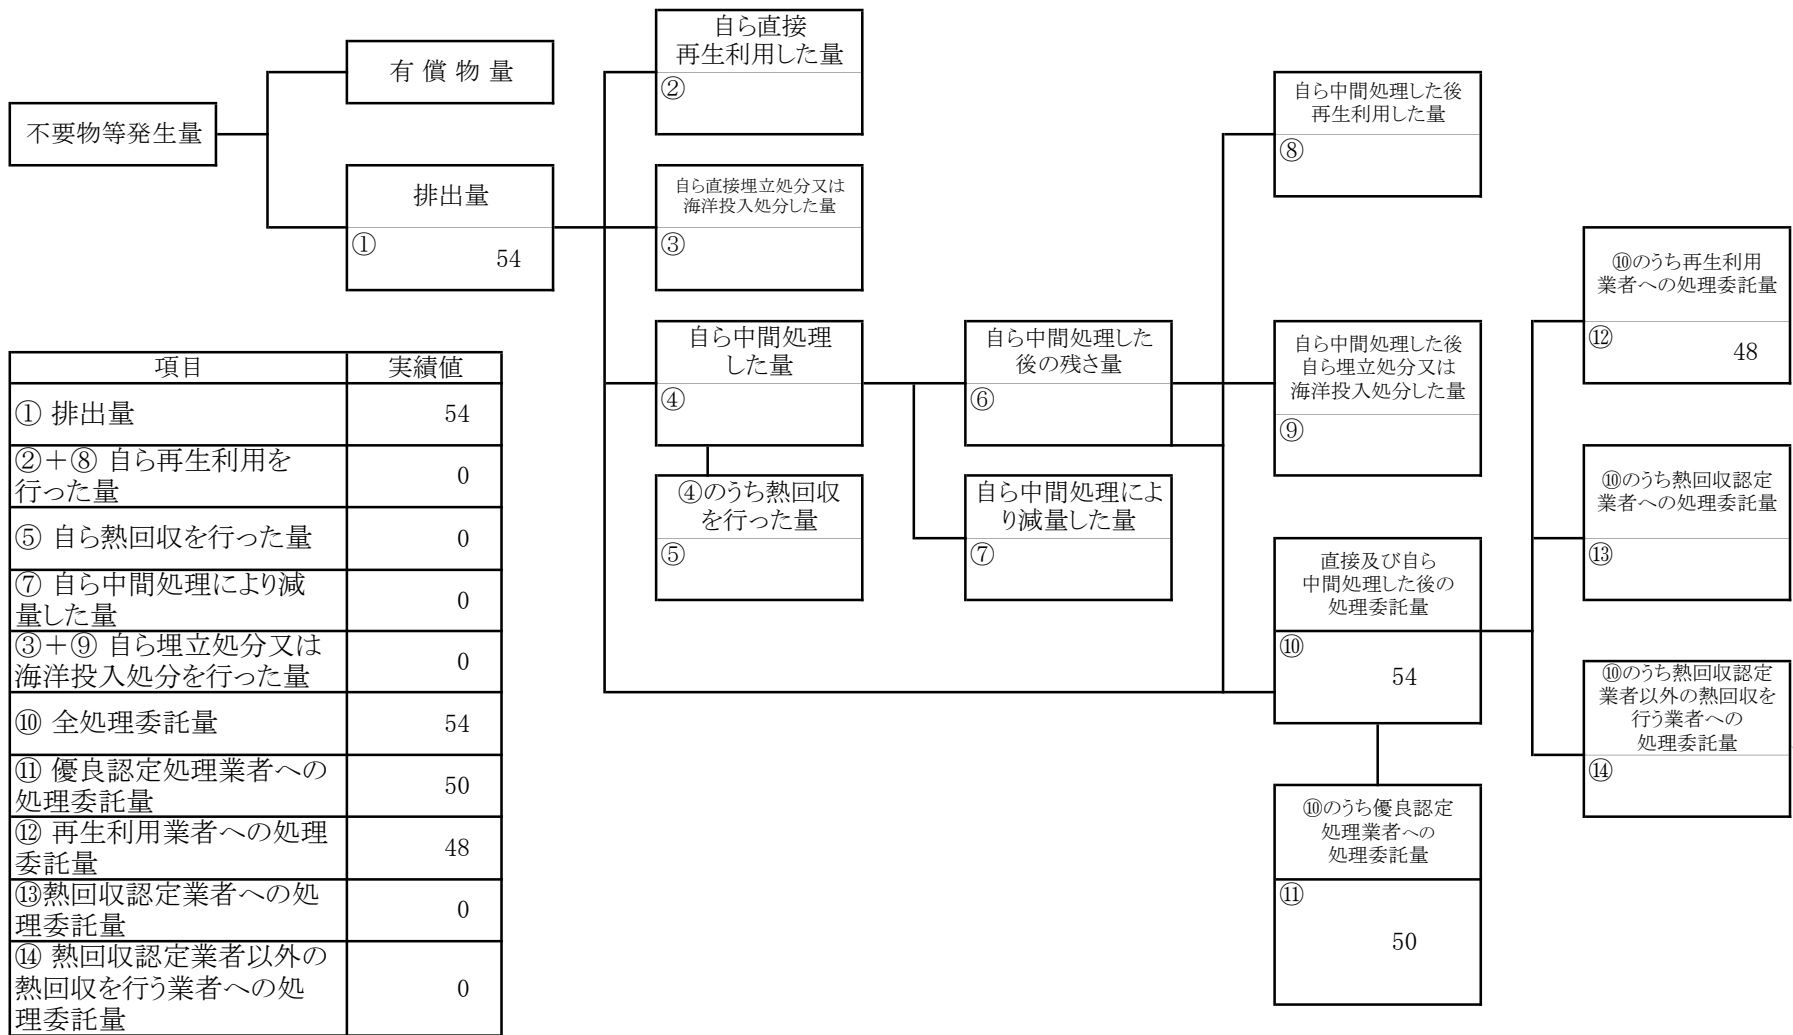 不要物等発生量
有 償 物 量
排出量
①
54
自ら直接
再生利用した量
②
自ら直接埋立処分又は
海洋投入処分した量
③
自ら中間処理
した量
④
④のうち熱回収
を行った量
⑤
自ら中間処理した
後の残さ量
⑥
自ら中間処理によ
り減量した量
⑦
自ら中間処理した後
再生利用した量
⑧
自ら中間処理した後
自ら埋立処分又は
海洋投入処分した量
⑨
直接及び自ら
中間処理した後の
処理委託量
⑩
54
⑩のうち優良認定
処理業者への
処理委託量
⑪
50
⑩のうち再生利用
業者への処理委託量
⑫
48
⑩のうち熱回収認定
業者への処理委託量
⑬
⑩のうち熱回収認定
業者以外の熱回収を
行う業者への
処理委託量
⑭
項目 実績値
① 排出量 54
②+⑧ 自ら再生利用を
行った量 0
⑤ 自ら熱回収を行った量 0
⑦ 自ら中間処理により減
量した量 0
③+⑨ 自ら埋立処分又は
海洋投入処分を行った量 0
⑩ 全処理委託量 54
⑪ 優良認定処理業者への
処理委託量 50
⑫ 再生利用業者への処理
委託量 48
⑬熱回収認定業者への処
理委託量 0
⑭ 熱回収認定業者以外の
熱回収を行う業者への処 0
理委託量